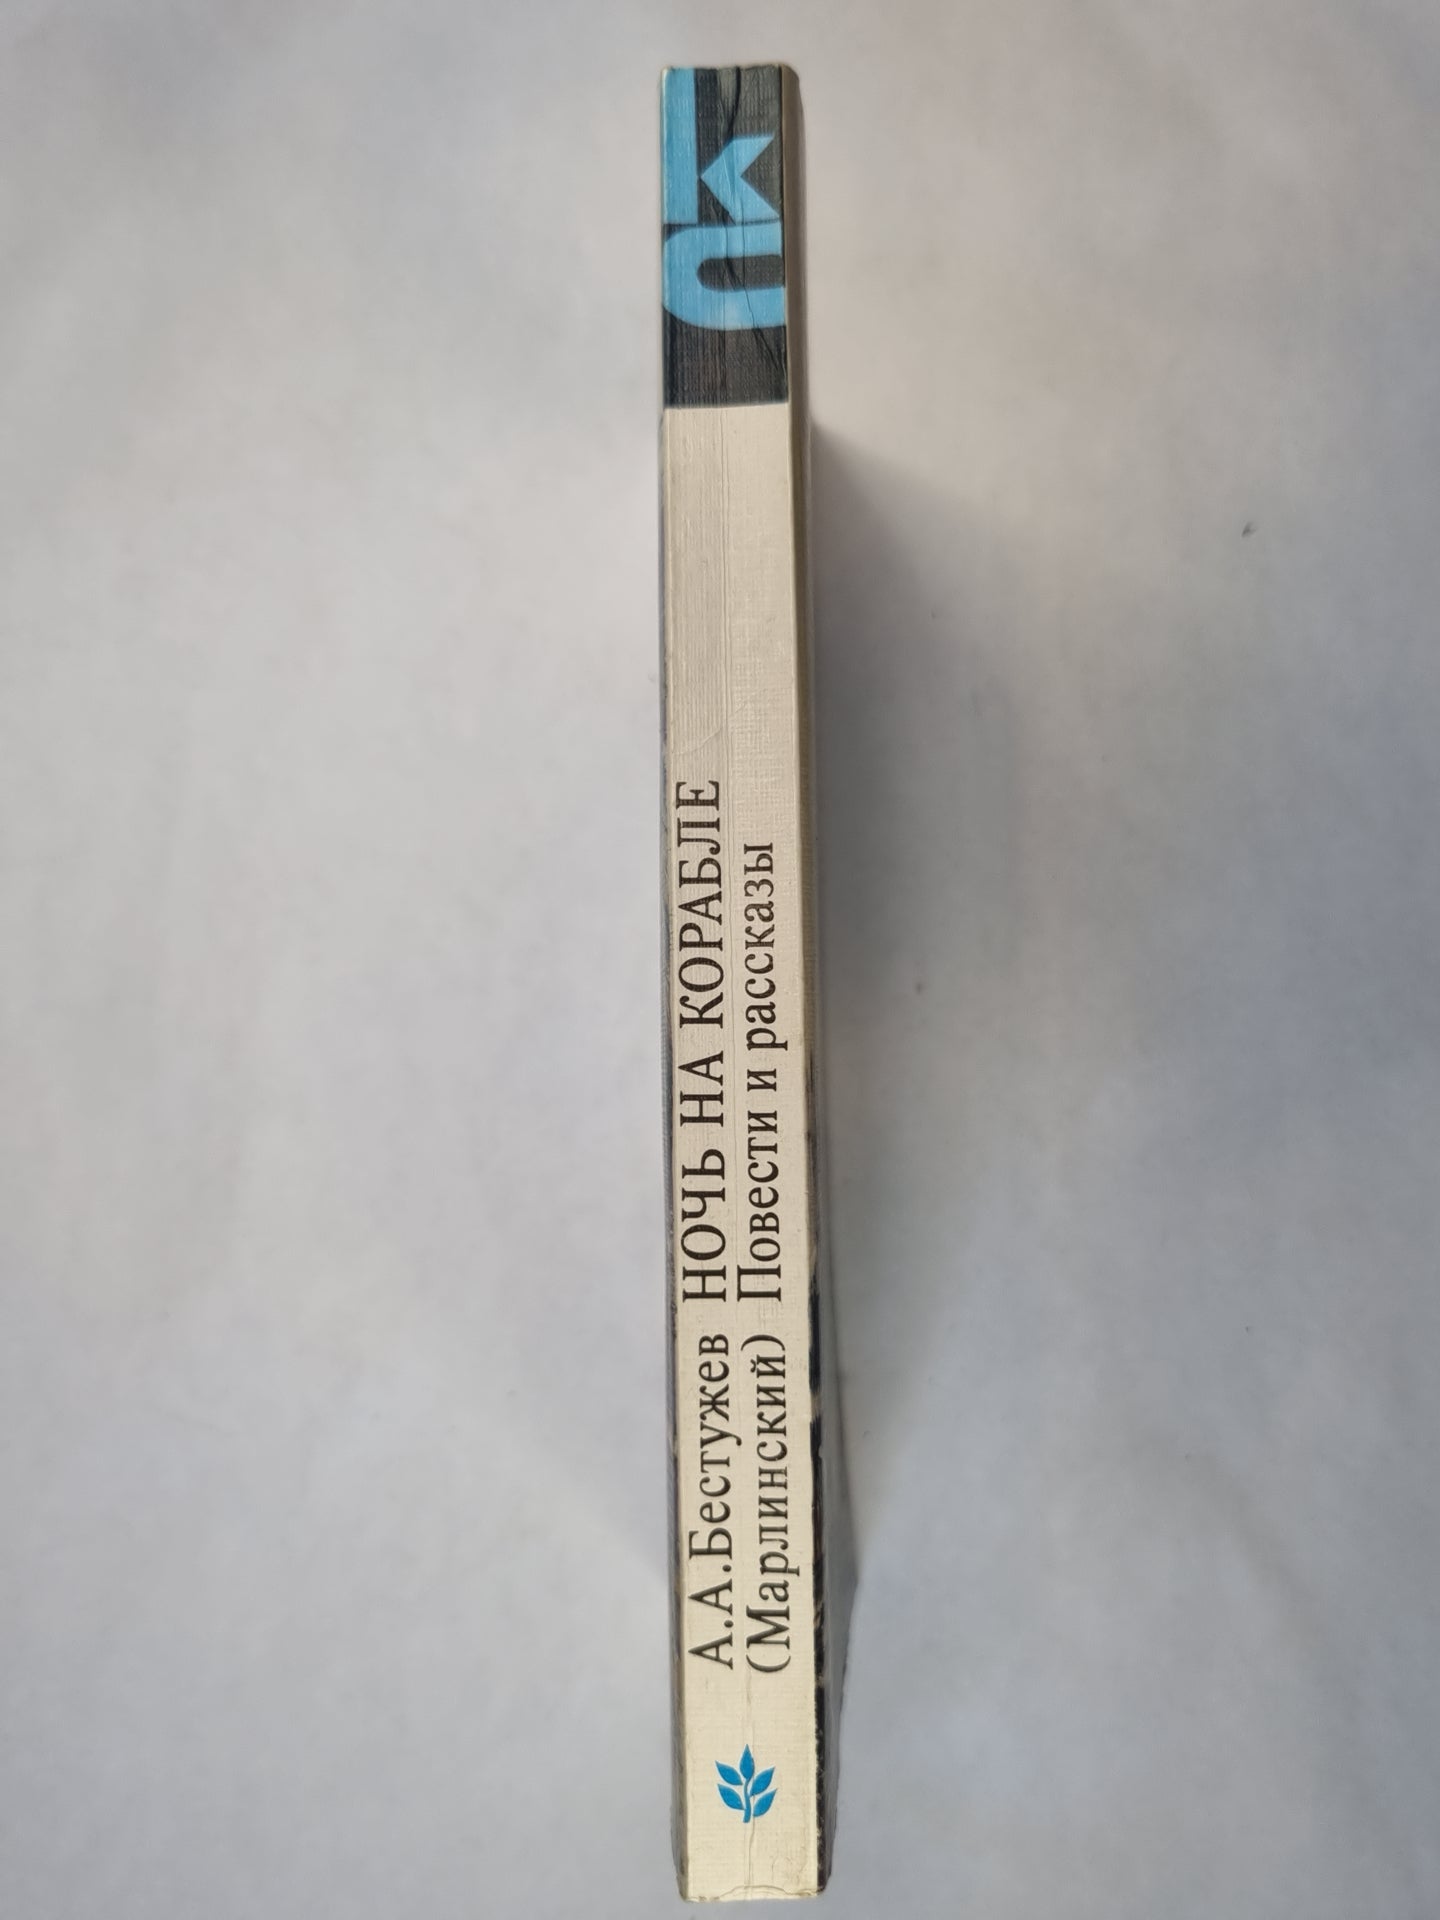 А.А.Бестужев
(Марлинский)
НОЧЬ НА КОРАБЛЕ
Повести и рассказы